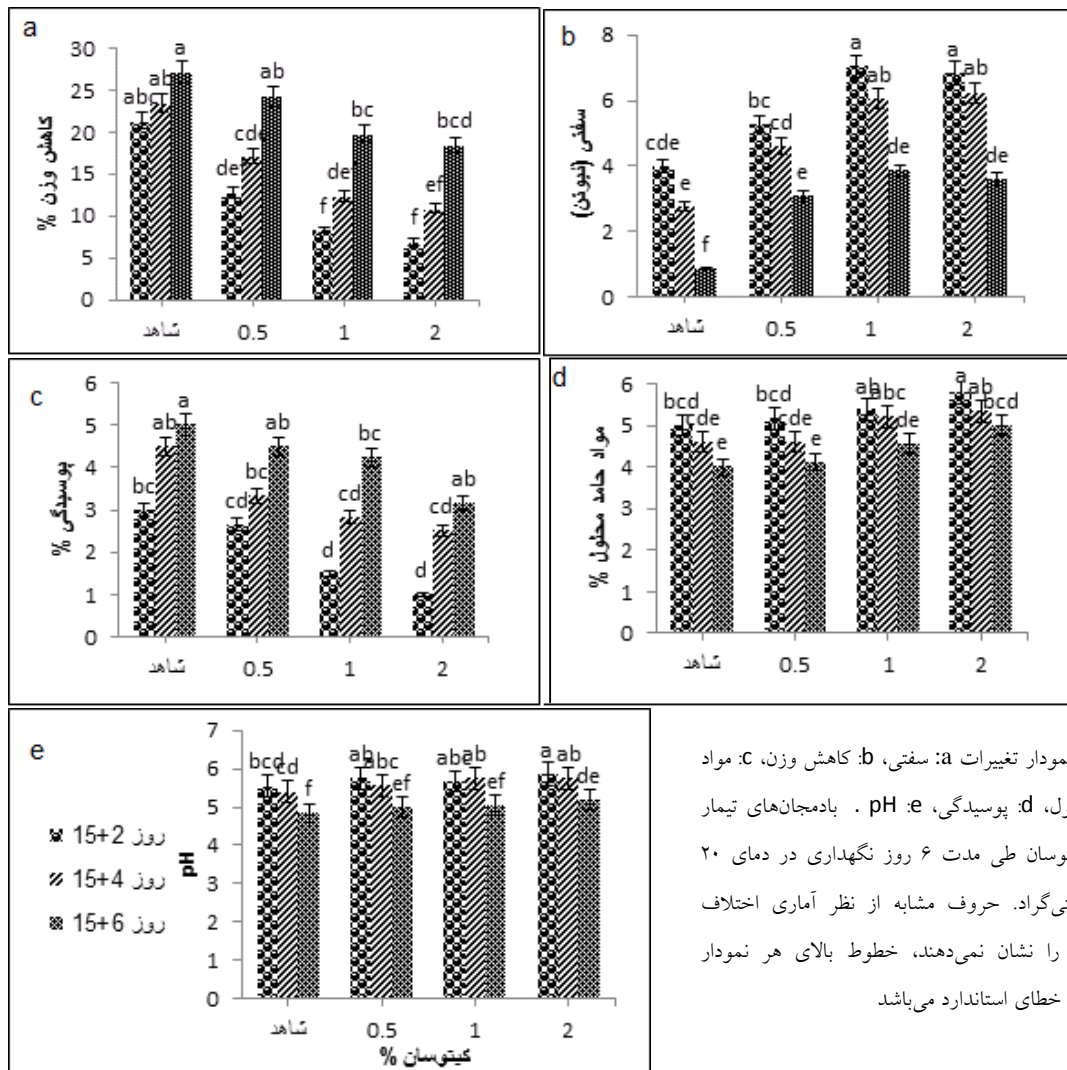 a
% کاهش وزن
30
25
20
15
10
5
0
abc ab a
def cde ab
f def bc
f ef bcd
شاهد 0.5 1 2
b
سفتی (نیوتن)
8
6
4
2
0
cde e f
bc cd e
a ab de
a ab de
شاهد 0.5 1 2
c
% پوسیدگی
6
5
4
3
2
1
0
bc ab a
cd bc ab
d cd bc
d cd ab
شاهد 0.5 1 2
d
% مواد جامد محلول
6
5
4
3
2
1
0
bcd cde e
bcd cde e
ab abc de
a ab bcd
شاهد 0.5 1 2
e
pH
7
6
5
4
3
2
1
0
bcd cd f
ab abc ef
abc ab ef
a ab de
شاهد 0.5 1 2
% کیتوسان
روز 2+15
روز 4+15
روز 6+15
نمودار تغییرات a: سفتی، b: کاهش وزن، c: مواد
ول، d: پوسیدگی، e: pH . بادمجان‌های تیمار
وسان طی مدت ۶ روز نگهداری در دمای ۲۰
نی‌گراد. حروف مشابه از نظر آماری اختلاف
را نشان نمی‌دهند، خطوط بالای هر نمودار
خطای استاندارد می‌باشد